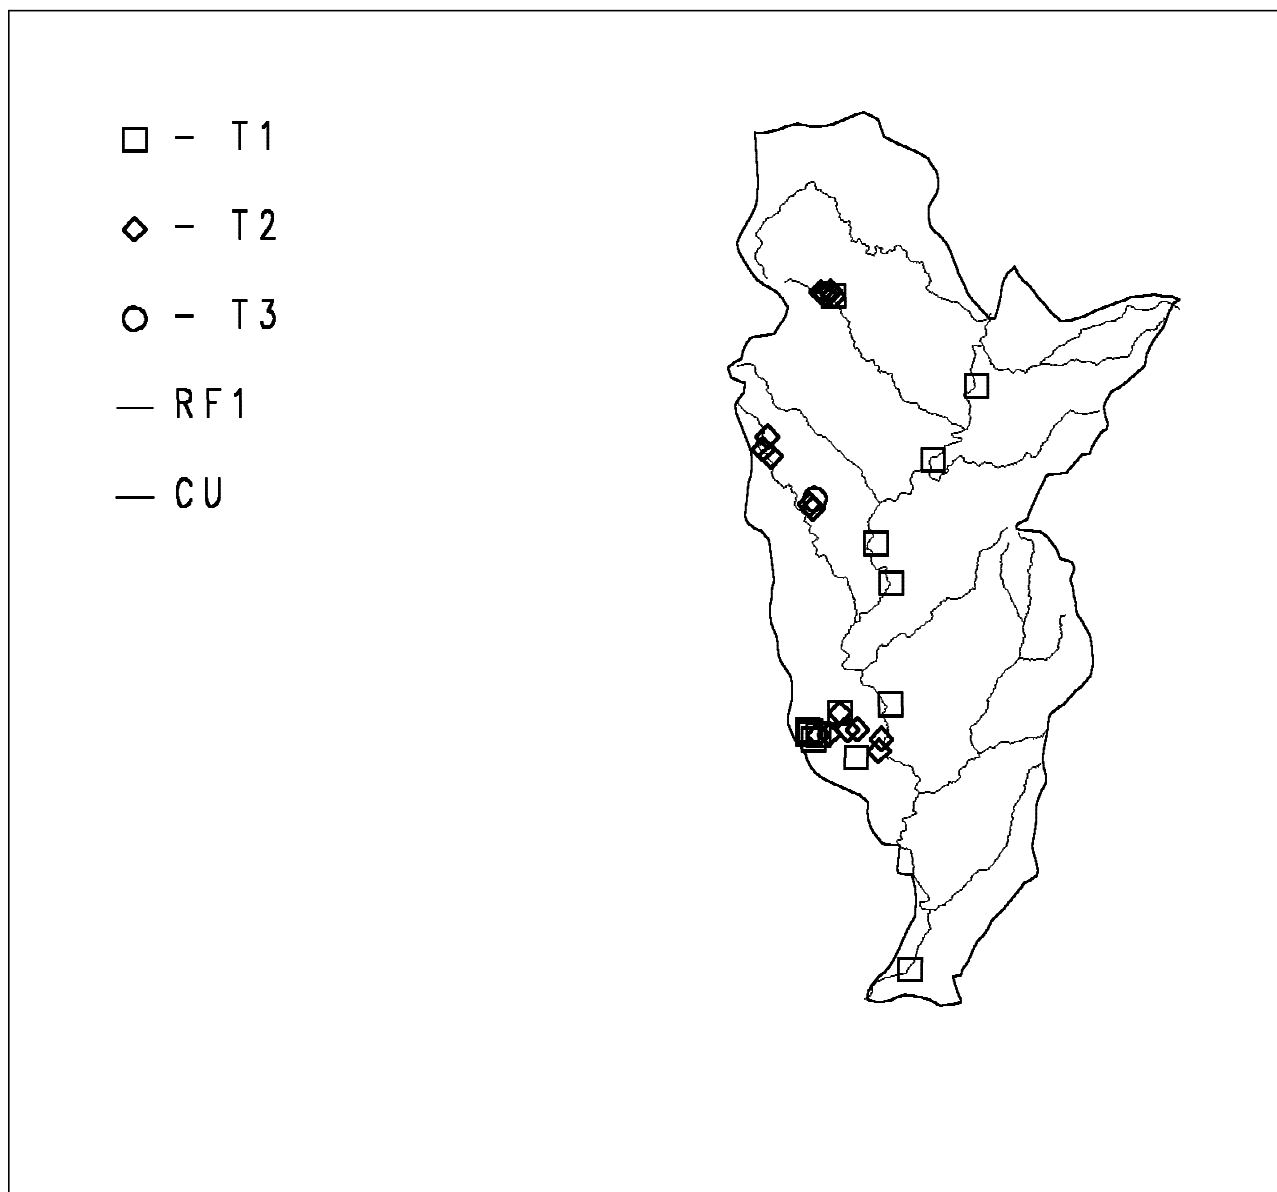 □ - T1
◇ - T2
○ - T3
— RF1
— CU